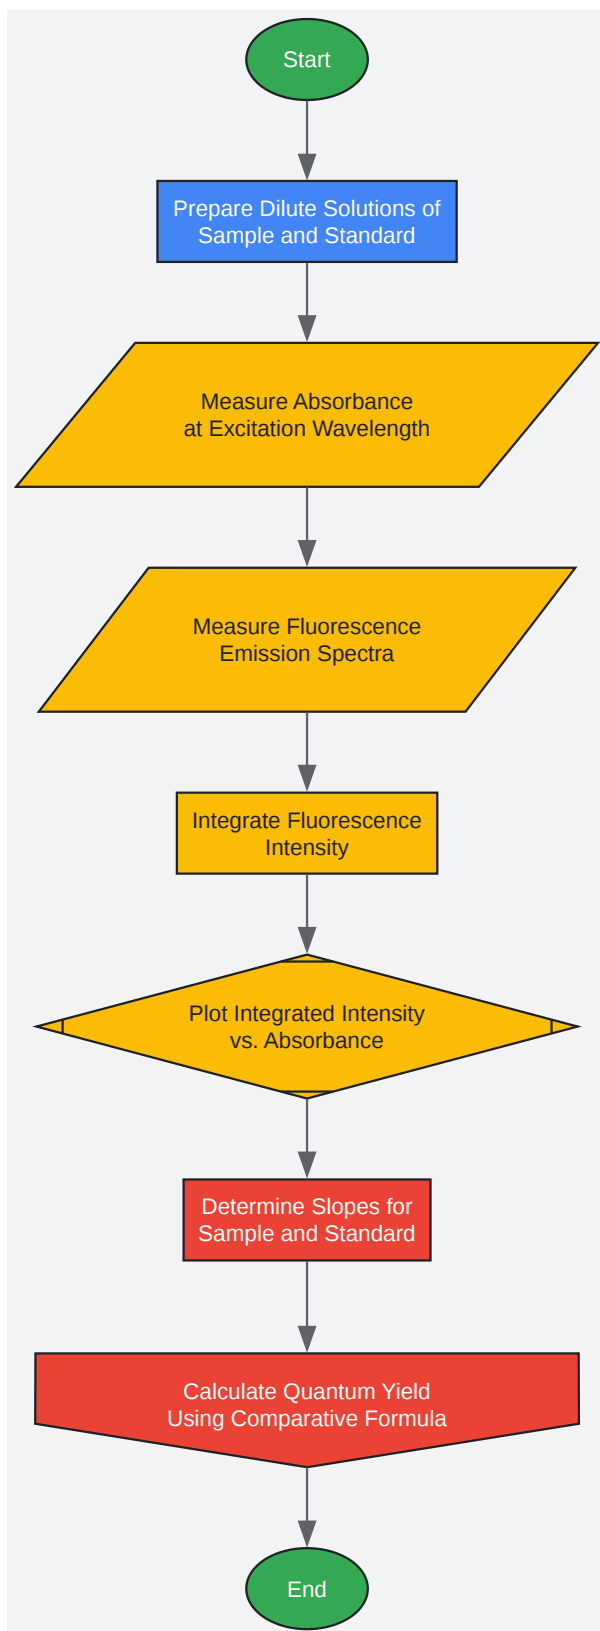 Start
Prepare Dilute Solutions of
Sample and Standard
Measure Absorbance
at Excitation Wavelength
Measure Fluorescence
Emission Spectra
Integrate Fluorescence
Intensity
Plot Integrated Intensity
vs. Absorbance
Determine Slopes for
Sample and Standard
Calculate Quantum Yield
Using Comparative Formula
End